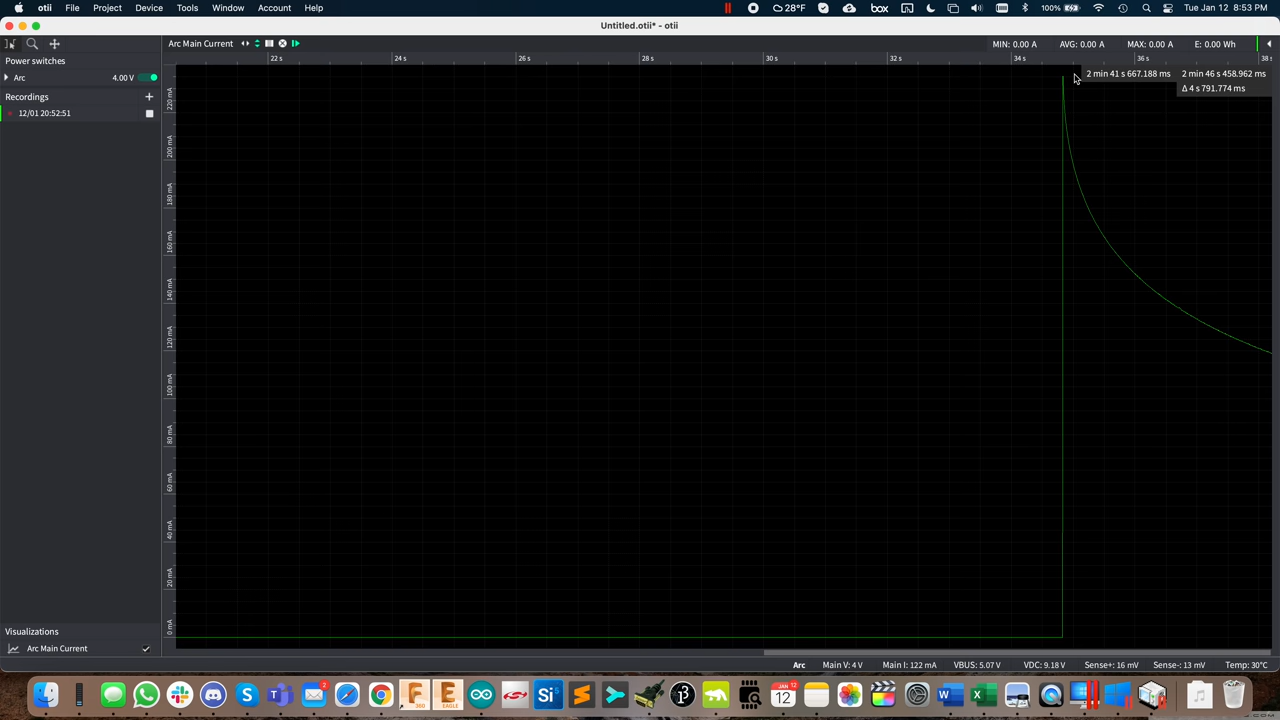 otii File Project Device Tools Window Account Help 28°F box 100% Tue Jan 12 8:53 PM
Untitled.otii* - otii
Arc Main Current MIN: 0.00 A AVG: 0.00 A MAX: 0.00 A E: 0.00 Wh
Power switches
22 s 24 s 26 s 28 s 30 s 32 s 34 s 36 s 38 s
Arc 4.00 V
2 min 41 s 667.188 ms 2 min 46 s 458.962 ms
Δ 4 s 791.774 ms
Recordings
12/01 20:52:51
220 mA
200 mA
180 mA
160 mA
140 mA
120 mA
100 mA
80 mA
60 mA
40 mA
20 mA
0 mA
Visualizations
Arc Main Current
Arc Main V: 4 V Main I: 122 mA VBUS: 5.07 V VDC: 9.18 V Sense+: 16 mV Sense-: 13 mV Temp: 30°C
2 F 360 E EAGLE Si JAN 12 12 W X